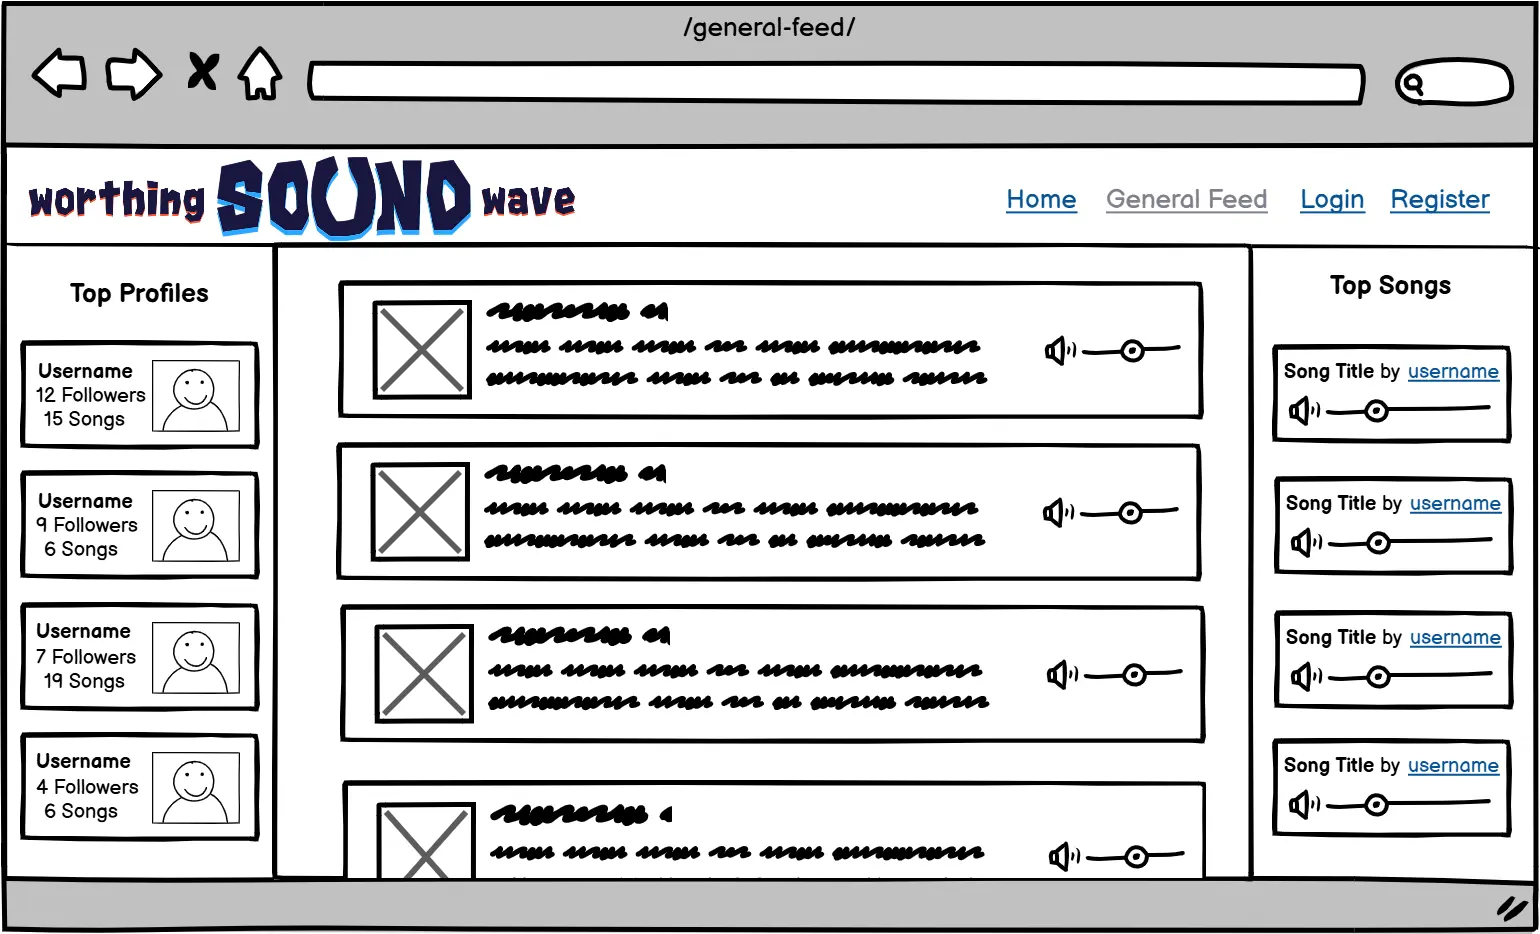 /general-feed/
worthing SOUND wave
Home General Feed Login Register
Top Profiles
Username
12 Followers
15 Songs
Username
9 Followers
6 Songs
Username
7 Followers
19 Songs
Username
4 Followers
6 Songs
Top Songs
Song Title by username
Song Title by username
Song Title by username
Song Title by username